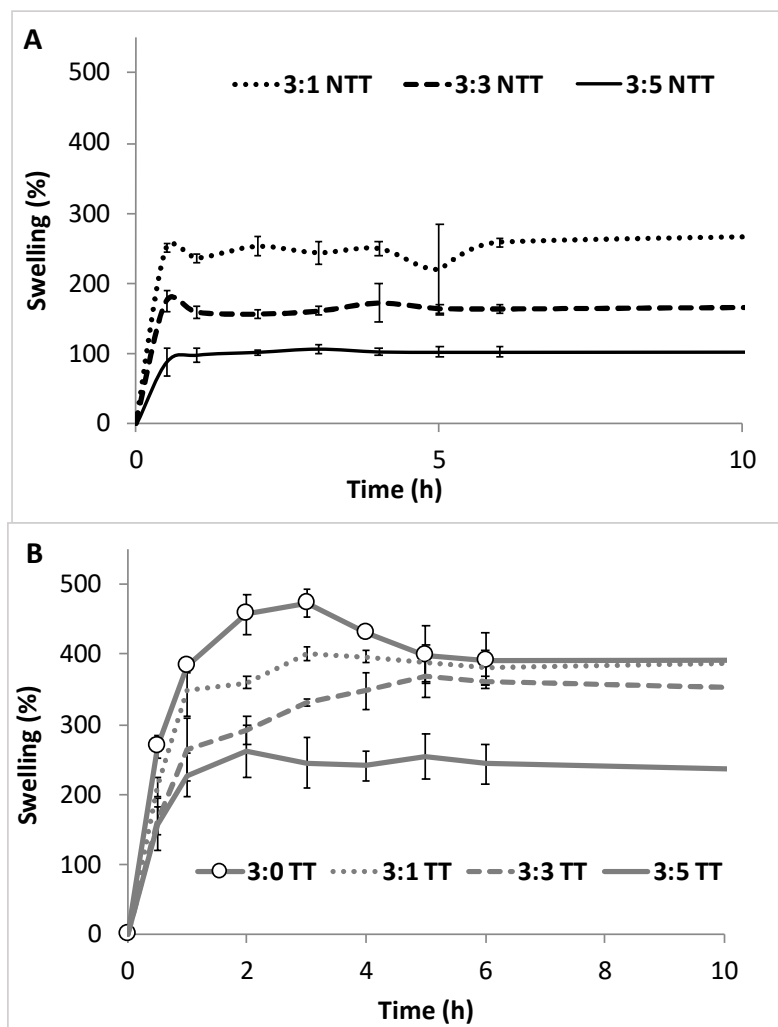 A
500
400
300
200
100
0
Swelling (%)
3:1 NTT 3:3 NTT 3:5 NTT
0 5 10
Time (h)
B
500
400
300
200
100
0
Swelling (%)
3:0 TT 3:1 TT 3:3 TT 3:5 TT
0 2 4 6 8 10
Time (h)